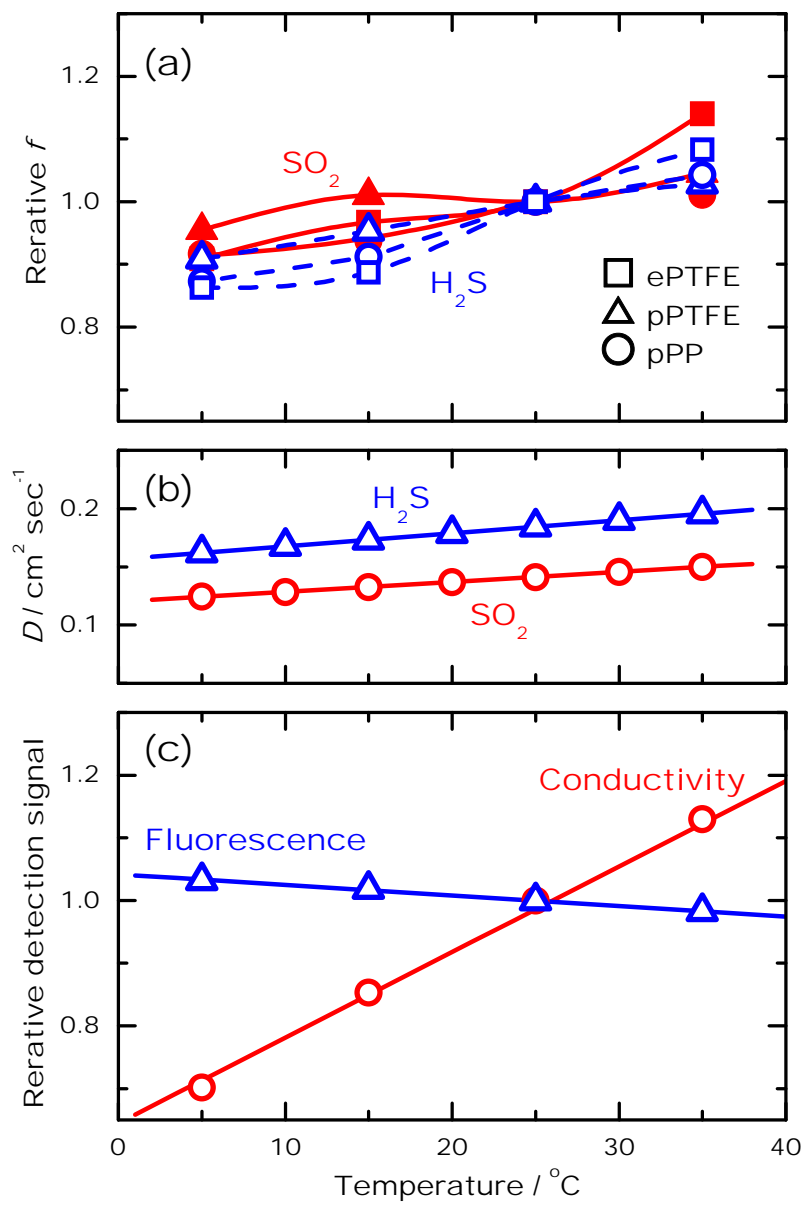 (a)
1.2
1.0
0.8
Rerative f
SO₂
H₂S
ePTFE
pPTFE
pPP
(b)
0.2
0.1
D / cm² sec⁻¹
H₂S
SO₂
(c)
1.2
1.0
0.8
Rerative detection signal
Conductivity
Fluorescence
0 10 20 30 40
Temperature / °C